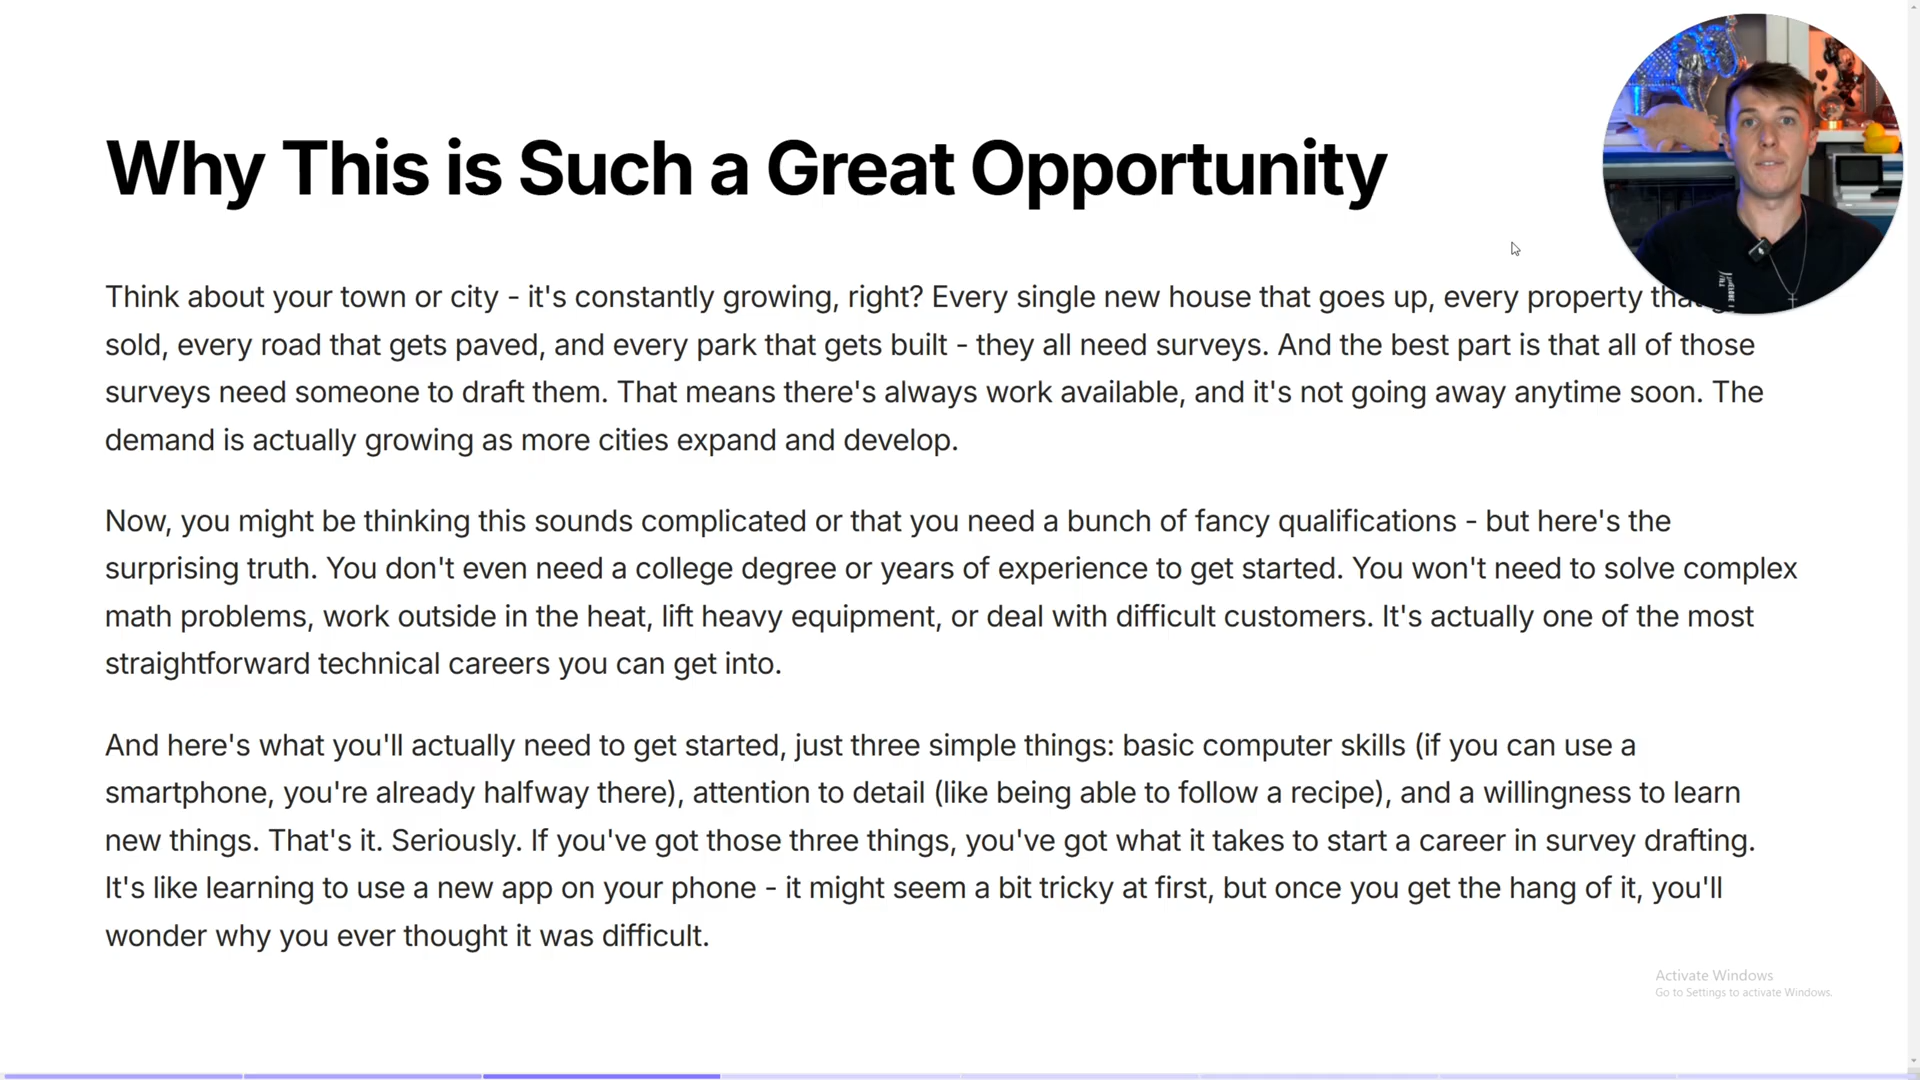 Why This is Such a Great Opportunity
Think about your town or city - it's constantly growing, right? Every single new house that goes up, every property that
sold, every road that gets paved, and every park that gets built - they all need surveys. And the best part is that all of those
surveys need someone to draft them. That means there's always work available, and it's not going away anytime soon. The
demand is actually growing as more cities expand and develop.
Now, you might be thinking this sounds complicated or that you need a bunch of fancy qualifications - but here's the
surprising truth. You don't even need a college degree or years of experience to get started. You won't need to solve complex
math problems, work outside in the heat, lift heavy equipment, or deal with difficult customers. It's actually one of the most
straightforward technical careers you can get into.
And here's what you'll actually need to get started, just three simple things: basic computer skills (if you can use a
smartphone, you're already halfway there), attention to detail (like being able to follow a recipe), and a willingness to learn
new things. That's it. Seriously. If you've got those three things, you've got what it takes to start a career in survey drafting.
It's like learning to use a new app on your phone - it might seem a bit tricky at first, but once you get the hang of it, you'll
wonder why you ever thought it was difficult.
Activate Windows
Go to Settings to activate Windows.